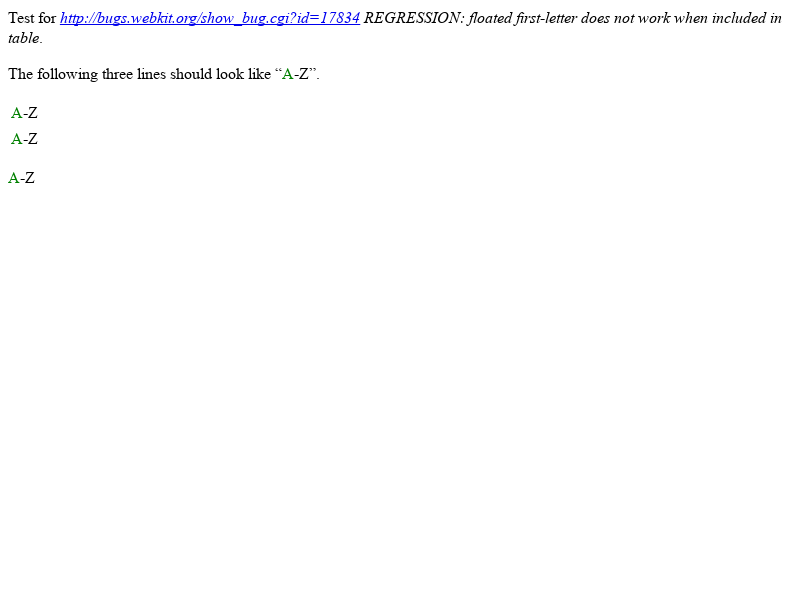 Test for http://bugs.webkit.org/show_bug.cgi?id=17834 REGRESSION: floated first-letter does not work when included in
table.
The following three lines should look like “A-Z”.
A-Z
A-Z
A-Z